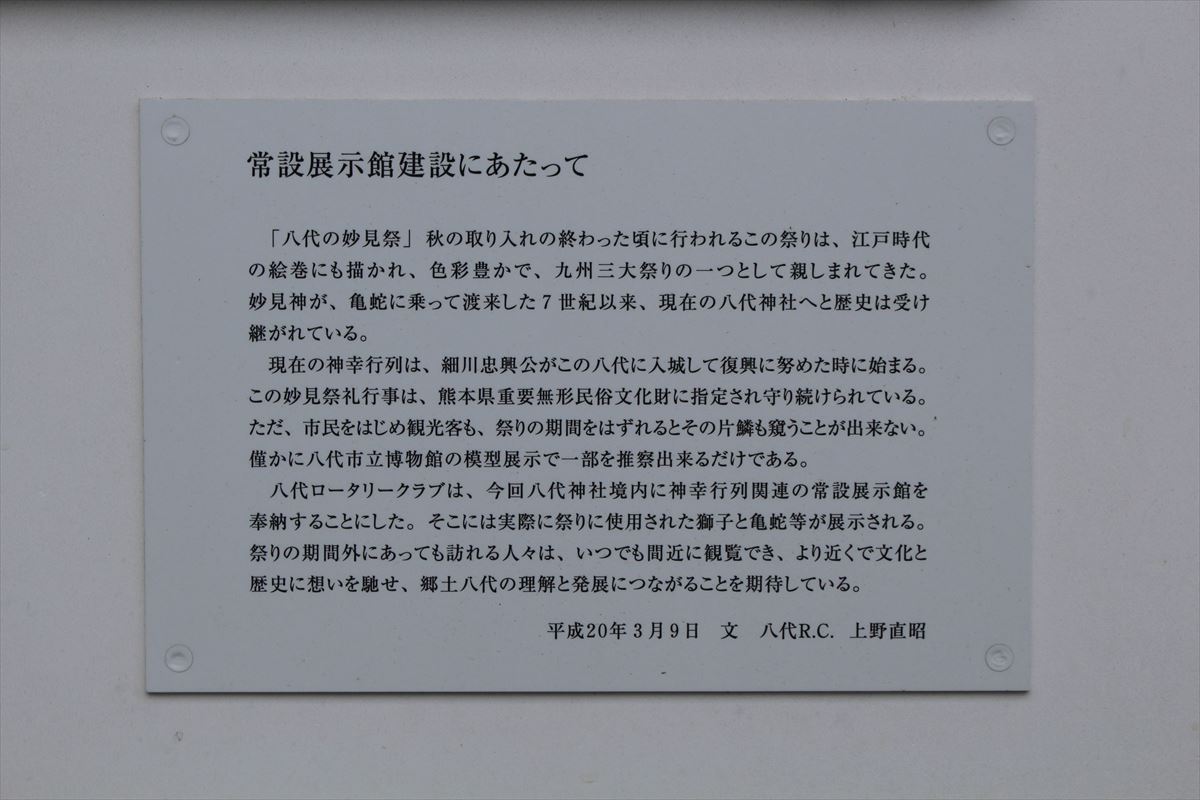 常設展示館建設にあたって
「八代の妙見祭」秋の取り入れの終わった頃に行われるこの祭りは、江戸時代
の絵巻にも描かれ、色彩豊かで、九州三大祭りの一つとして親しまれてきた。
妙見神が、亀蛇に乗って渡来した7世紀以来、現在の八代神社へと歴史は受け
継がれている。
現在の神幸行列は、細川忠興公がこの八代に入城して復興に努めた時に始まる。
この妙見祭礼行事は、熊本県重要無形民俗文化財に指定され守り続けられている。
ただ、市民をはじめ観光客も、祭りの期間をはずれるとその片鱗も窺うことが出来ない。
僅かに八代市立博物館の模型展示で一部を推察出来るだけである。
八代ロータリークラブは、今回八代神社境内に神幸行列関連の常設展示館を
奉納することにした。そこには実際に祭りに使用された獅子と亀蛇等が展示される。
祭りの期間外にあっても訪れる人々は、いつでも間近に観覧でき、より近くで文化と
歴史に想いを馳せ、郷土八代の理解と発展につながることを期待している。
平成20年3月9日 文 八代R.C. 上野直昭